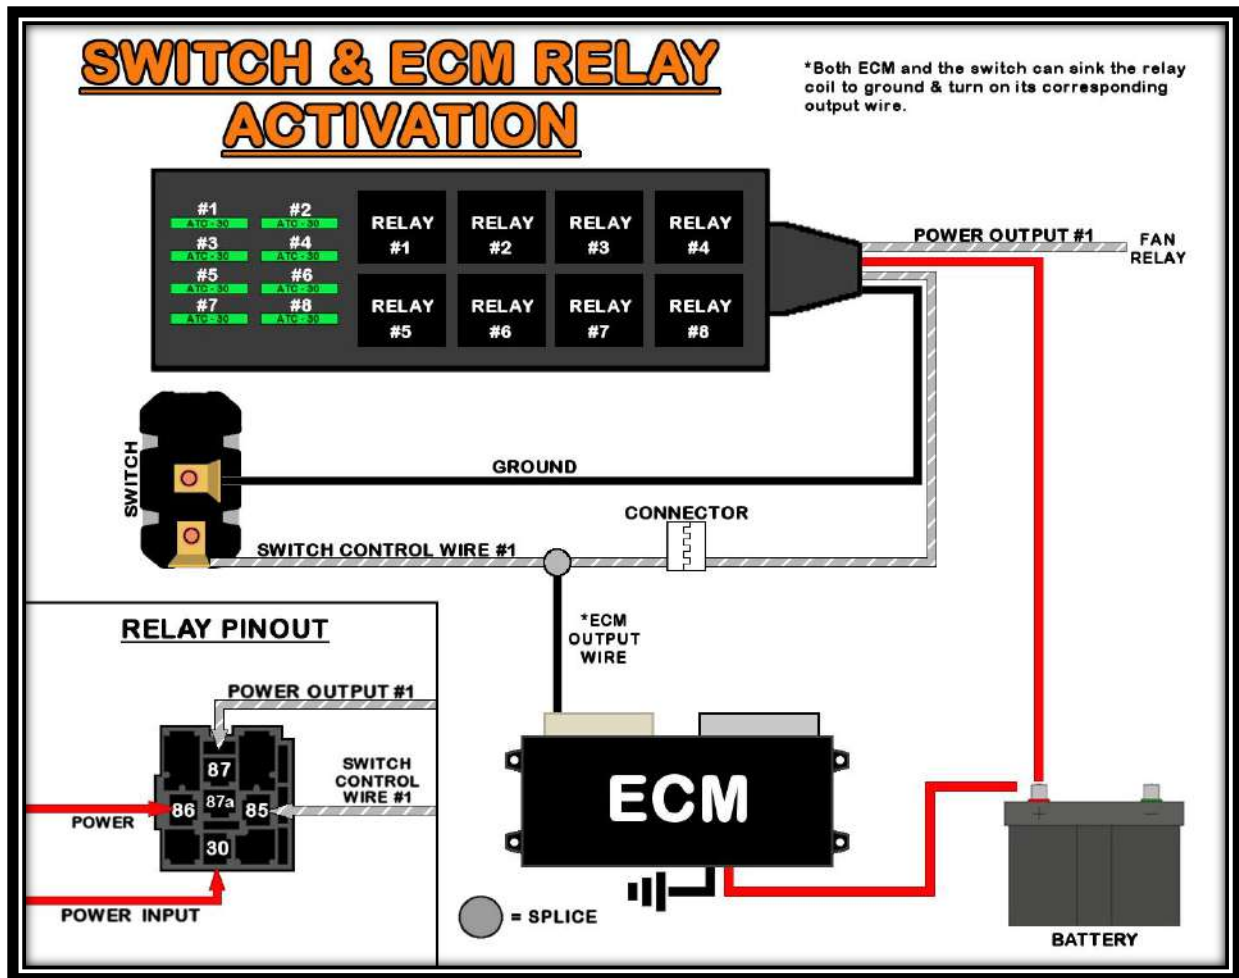 SWITCH & ECM RELAY
ACTIVATION
*Both ECM and the switch can sink the relay
coil to ground & turn on its corresponding
output wire.
#1 #2
ATC - 30 ATC - 30
#3 #4
ATC - 30 ATC - 30
#5 #6
ATC - 30 ATC - 30
#7 #8
ATC - 30 ATC - 30
RELAY
#1
RELAY
#2
RELAY
#3
RELAY
#4
RELAY
#5
RELAY
#6
RELAY
#7
RELAY
#8
POWER OUTPUT #1
FAN
RELAY
SWITCH
GROUND
CONNECTOR
SWITCH CONTROL WIRE #1
*ECM
OUTPUT
WIRE
RELAY PINOUT
POWER OUTPUT #1
SWITCH
CONTROL
WIRE #1
87
86 87a 85
30
POWER
POWER INPUT
ECM
= SPLICE
+ -
BATTERY